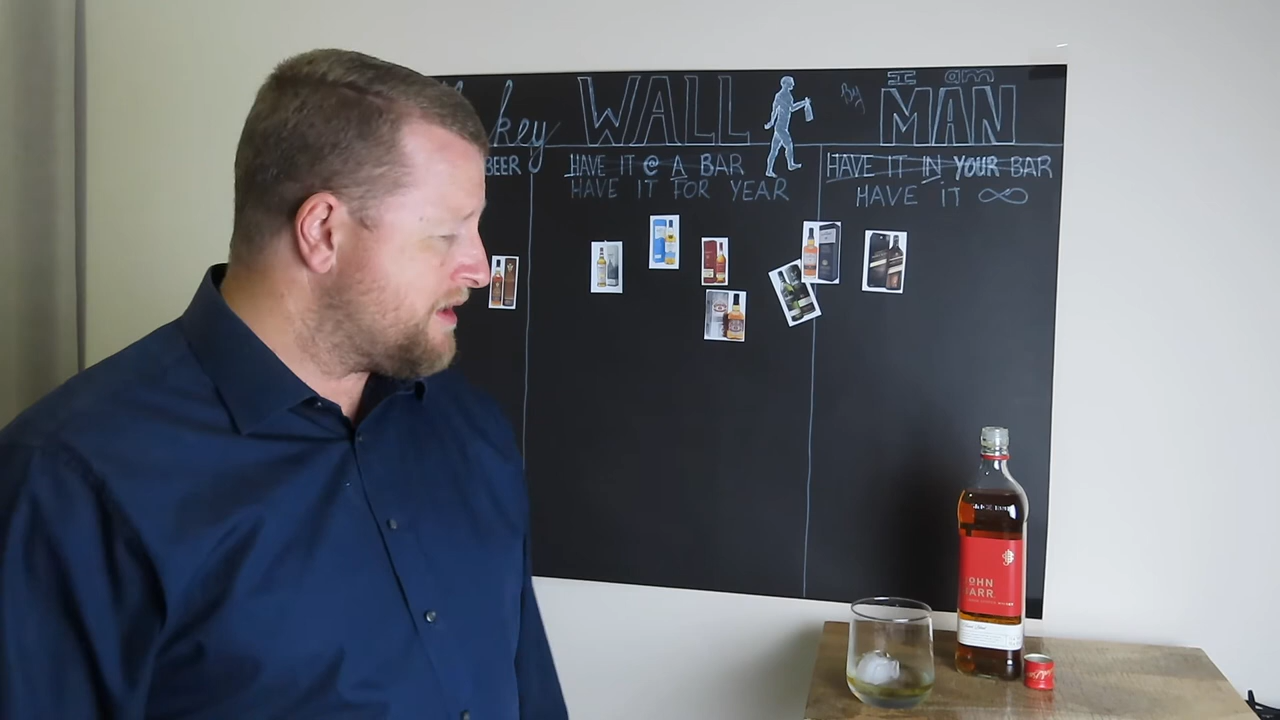 key WALL By I am MAN
BEER
HAVE IT @ A BAR
HAVE IT FOR YEAR
HAVE IT IN YOUR BAR
HAVE IT ∞
JOHN
BARR